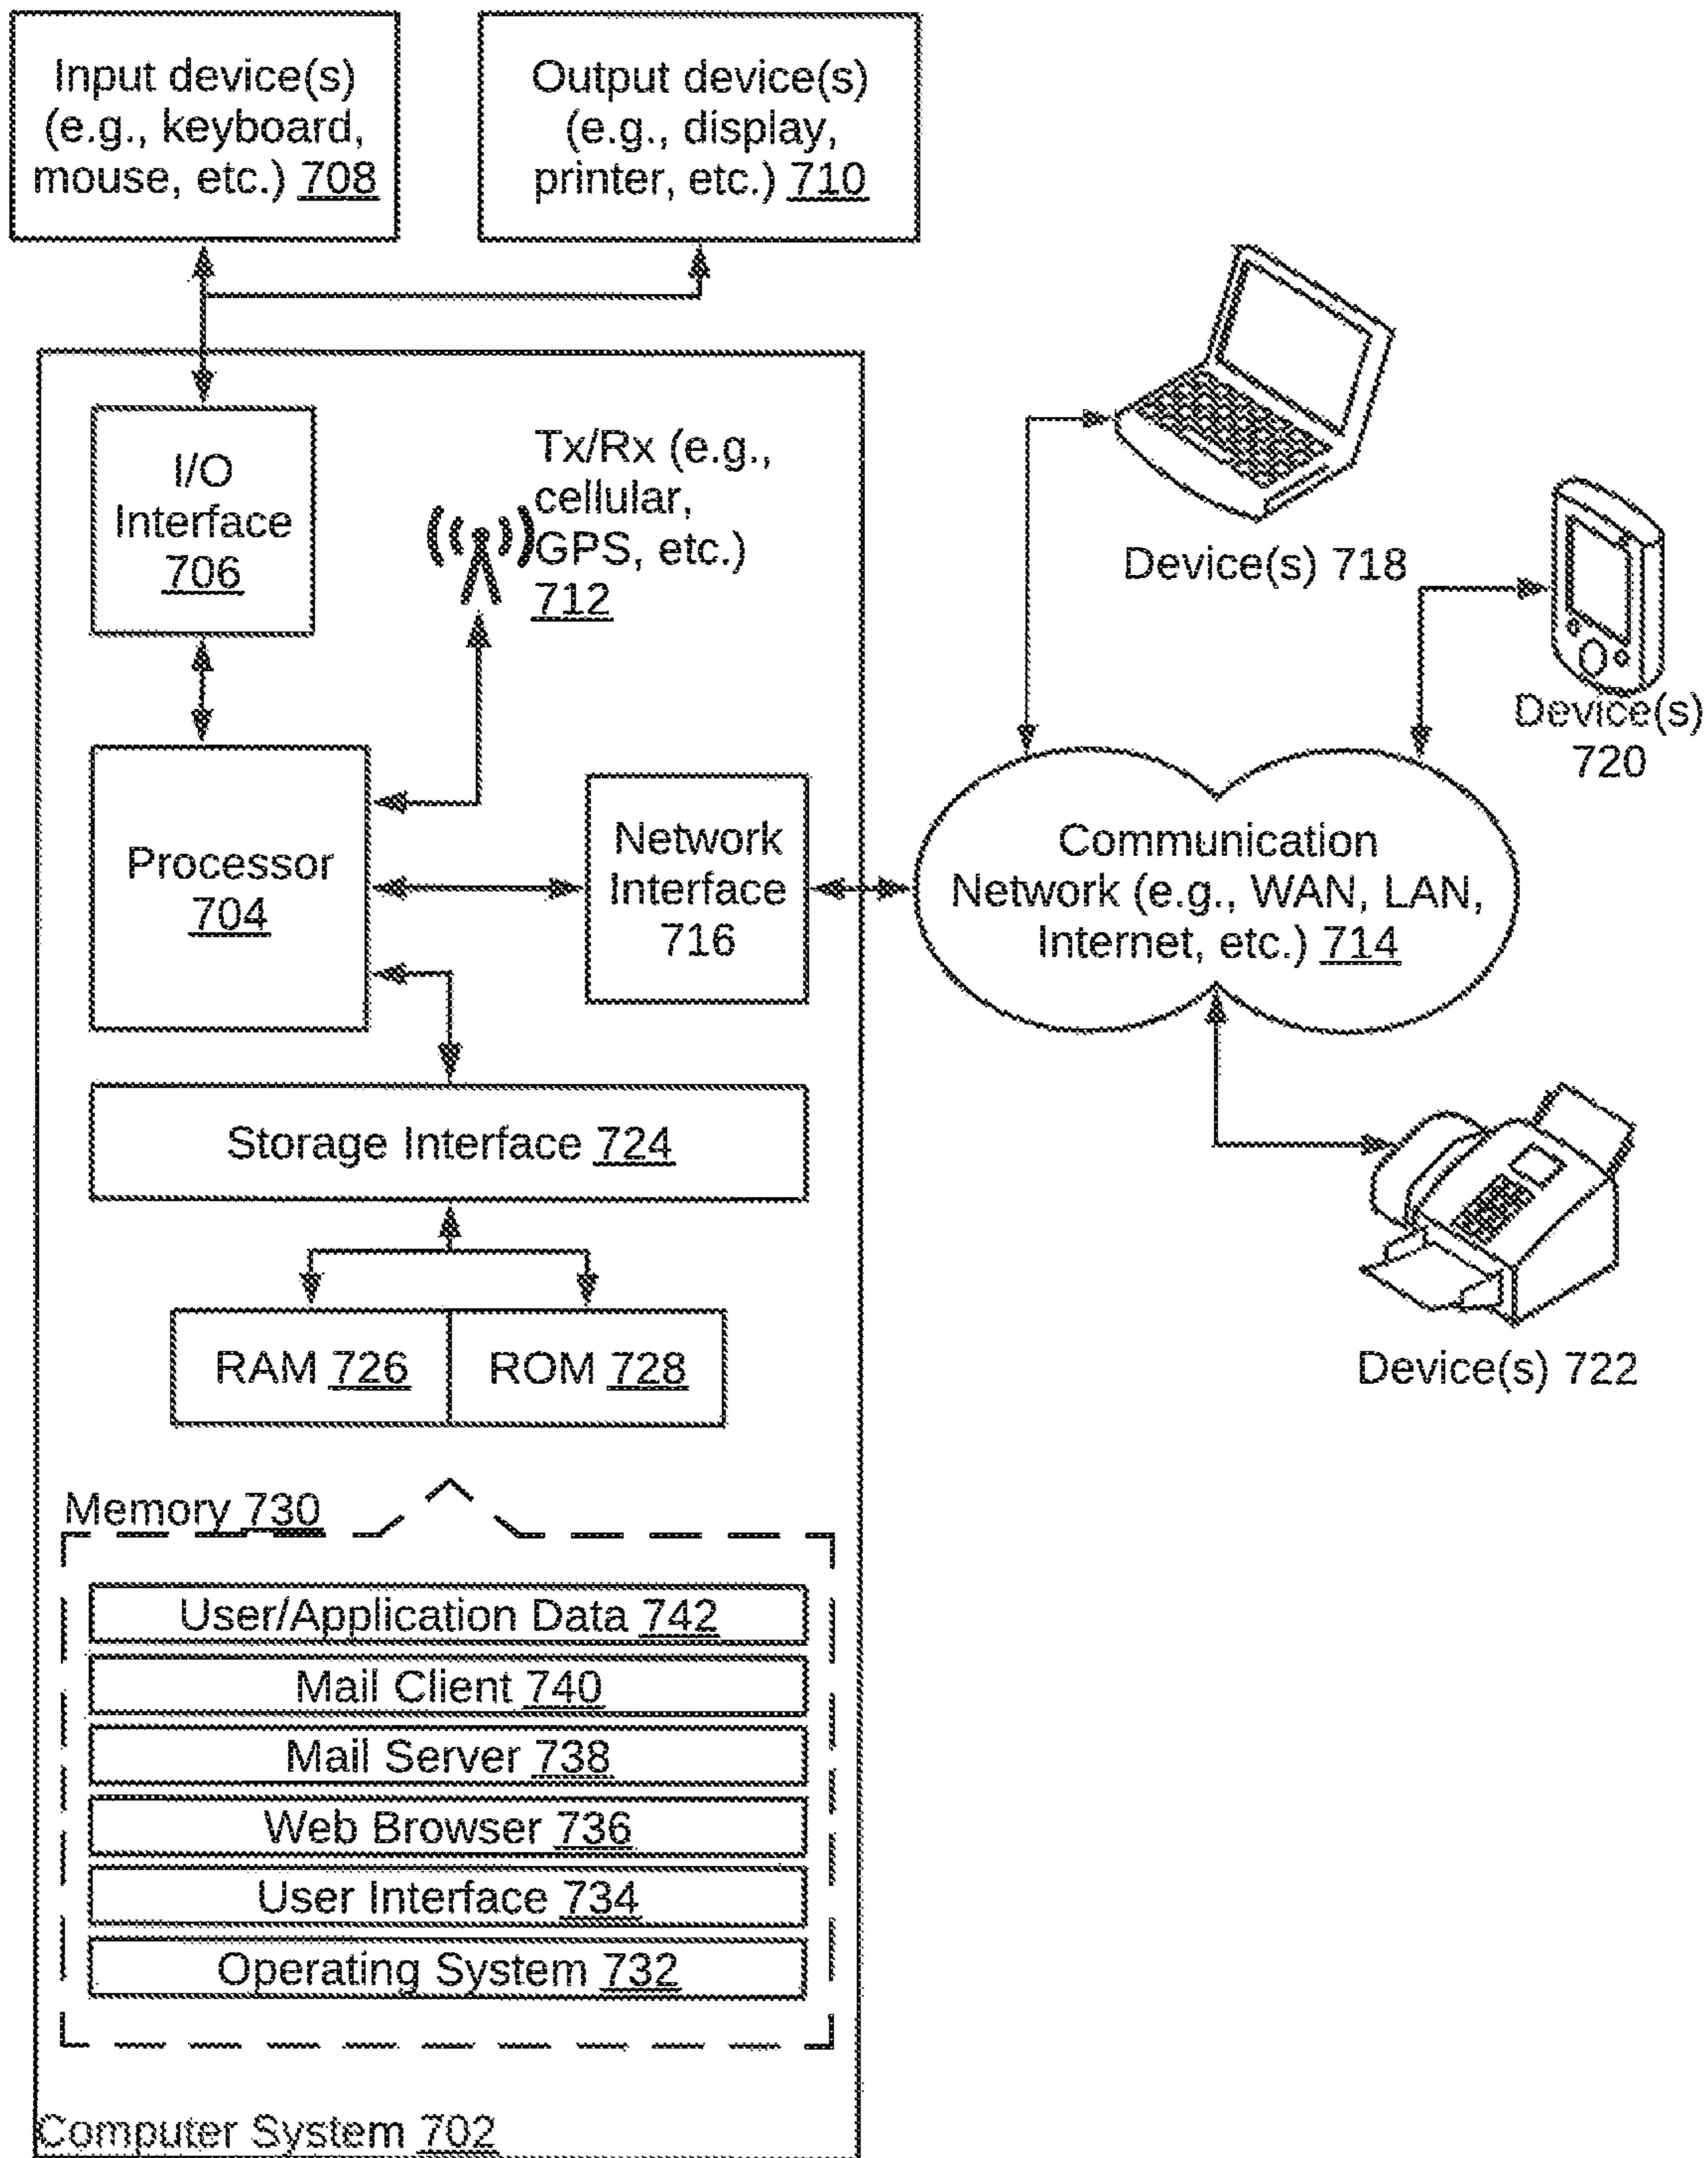 Input device(s)
(e.g., keyboard,
mouse, etc.) 708
Output device(s)
(e.g., display,
printer, etc.) 710
I/O
Interface
706
Tx/Rx (e.g.,
cellular,
GPS, etc.)
712
Device(s) 718
Device(s)
720
Processor
704
Network
Interface
716
Communication
Network (e.g., WAN, LAN,
Internet, etc.) 714
Storage Interface 724
RAM 726
ROM 728
Device(s) 722
Memory 730
User/Application Data 742
Mail Client 740
Mail Server 738
Web Browser 736
User Interface 734
Operating System 732
Computer System 702